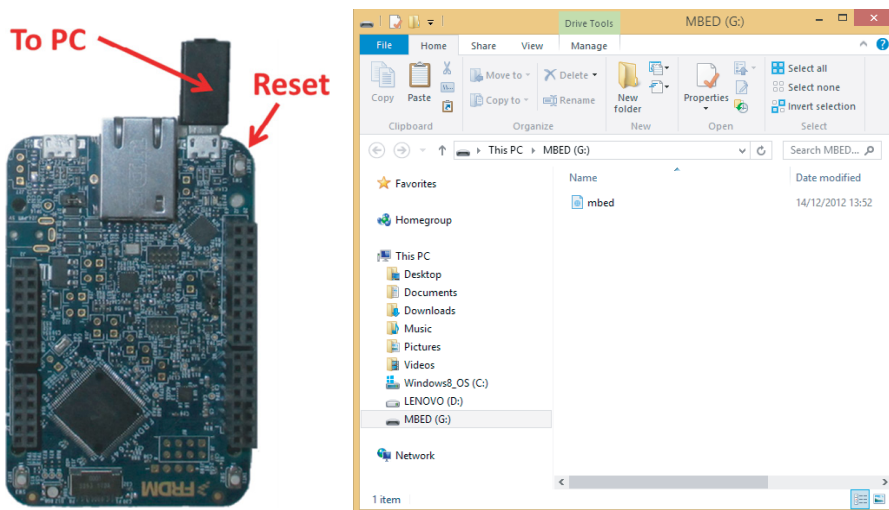 To PC
Reset
FRDM
Drive Tools
MBED (G:)
File Home Share View Manage
Copy
Paste
Move to
Copy to
Delete
Rename
New folder
Properties
Select all
Select none
Invert selection
Clipboard Organize New Open Select
This PC MBED (G:)
Search MBED...
Name Date modified
mbed 14/12/2012 13:52
Favorites
Homegroup
This PC
Desktop
Documents
Downloads
Music
Pictures
Videos
Windows8_OS (C:)
LENOVO (D:)
MBED (G:)
Network
1 item